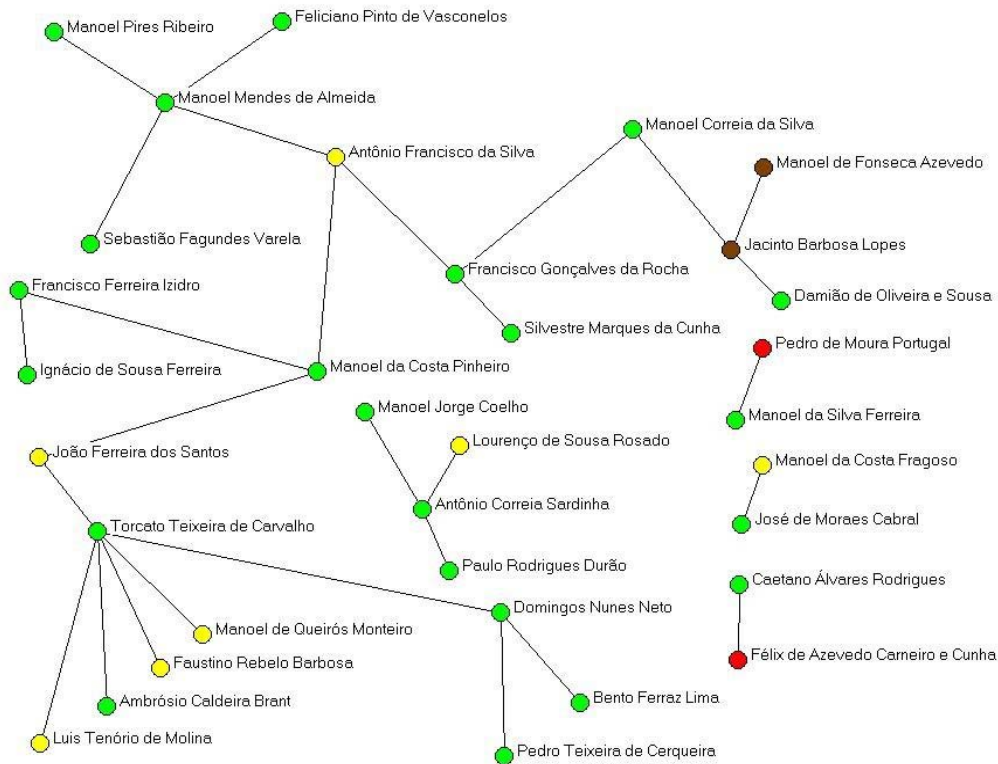 Manoel Pires Ribeiro
Feliciano Pinto de Vasconelos
Manoel Mendes de Almeida
Manoel Correia da Silva
Antônio Francisco da Silva
Manoel de Fonseca Azevedo
Sebastião Fagundes Varela
Jacinto Barbosa Lopes
Francisco Gonçalves da Rocha
Francisco Ferreira Izidro
Damião de Oliveira e Sousa
Silvestre Marques da Cunha
Pedro de Moura Portugal
Ignácio de Sousa Ferreira
Manoel da Costa Pinheiro
Manoel Jorge Coelho
Manoel da Silva Ferreira
Lourenço de Sousa Rosado
João Ferreira dos Santos
Manoel da Costa Fragoso
Antônio Correia Sardinha
Torcato Teixeira de Carvalho
José de Moraes Cabral
Paulo Rodrigues Durão
Caetano Álvares Rodrigues
Domingos Nunes Neto
Manoel de Queirós Monteiro
Faustino Rebelo Barbosa
Félix de Azevedo Carneiro e Cunha
Ambrósio Caldeira Brant
Bento Ferraz Lima
Luis Tenório de Molina
Pedro Teixeira de Cerqueira